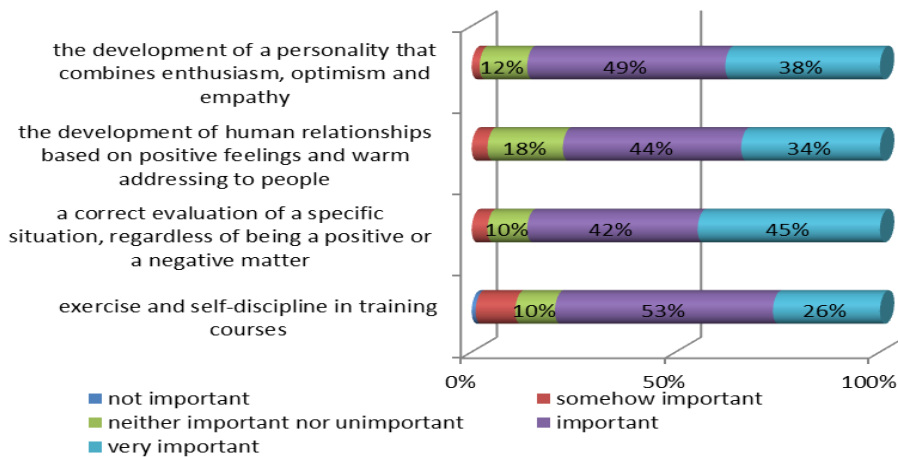 the development of a personality that
combines enthusiasm, optimism and
empathy
12% 49% 38%
the development of human relationships
based on positive feelings and warm
addressing to people
18% 44% 34%
a correct evaluation of a specific
situation, regardless of being a positive or
a negative matter
10% 42% 45%
exercise and self-discipline in training
courses
10% 53% 26%
0% 50% 100%
not important somehow important
neither important nor unimportant important
very important